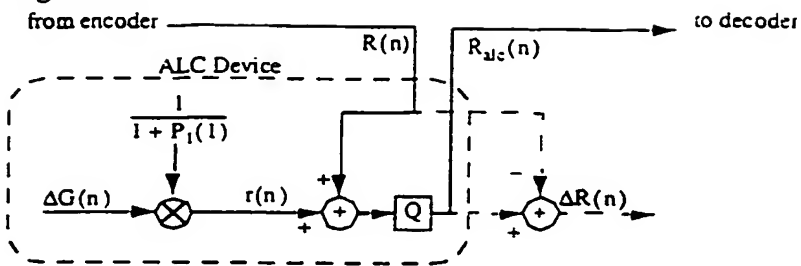 from encoder
to decoder
R(n)
R_alc(n)
ALC Device
1
1 + P_1(1)
ΔG(n)
r(n)
+
+
+
Q
-
+
+
ΔR(n)